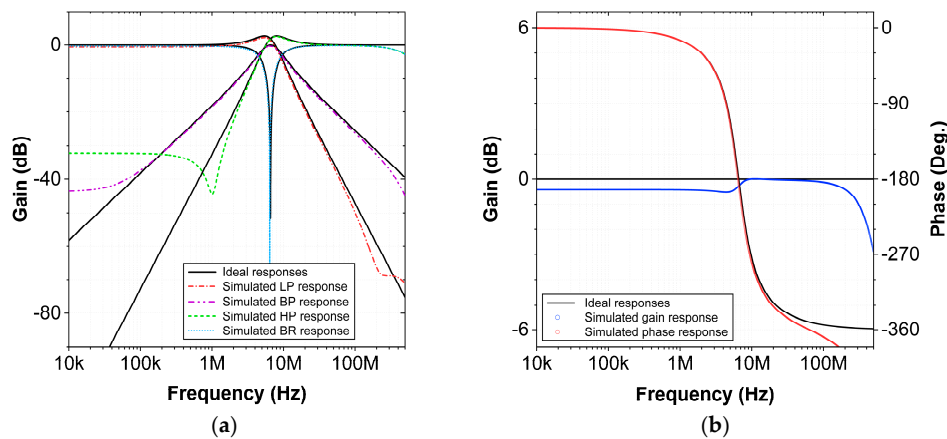 0
-40
-80
Gain (dB)
Ideal responses
Simulated LP response
Simulated BP response
Simulated HP response
Simulated BR response
10k
100k
1M
10M
100M
Frequency (Hz)
(a)
6
0
-6
Gain (dB)
0
-90
-180
-270
-360
Phase (Deg.)
Ideal responses
Simulated gain response
Simulated phase response
10k
100k
1M
10M
100M
Frequency (Hz)
(b)